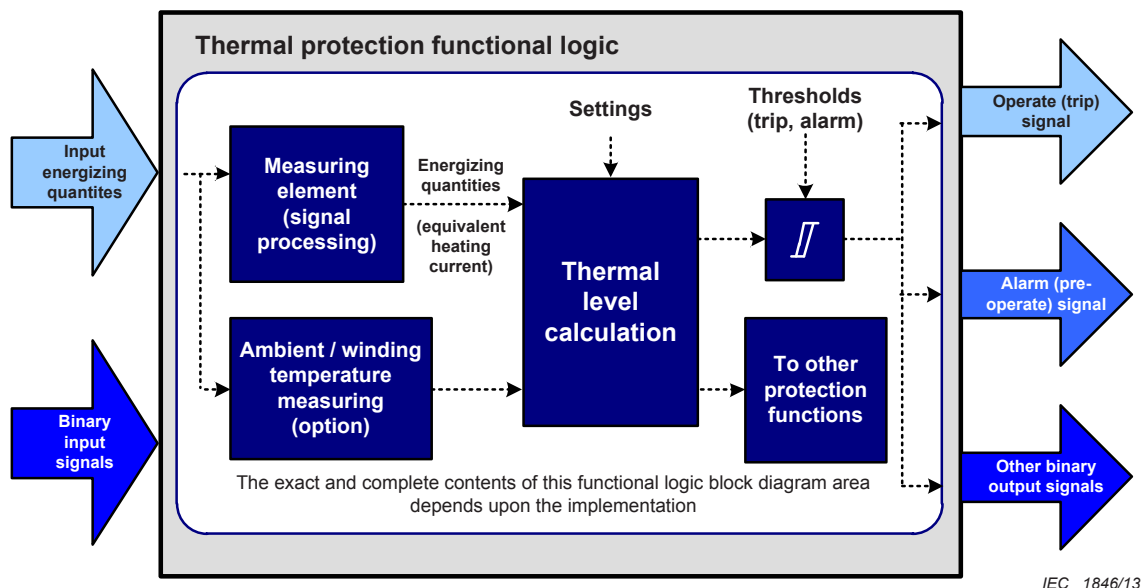 Thermal protection functional logic
Input
energizing
quantites
Binary
input
signals
Measuring
element
(signal
processing)
Energizing
quantities
(equivalent
heating
current)
Ambient / winding
temperature
measuring
(option)
Settings
Thermal
level
calculation
Thresholds
(trip, alarm)
To other
protection
functions
The exact and complete contents of this functional logic block diagram area
depends upon the implementation
Operate (trip)
signal
Alarm (pre-
operate) signal
Other binary
output signals
IEC 1846/13